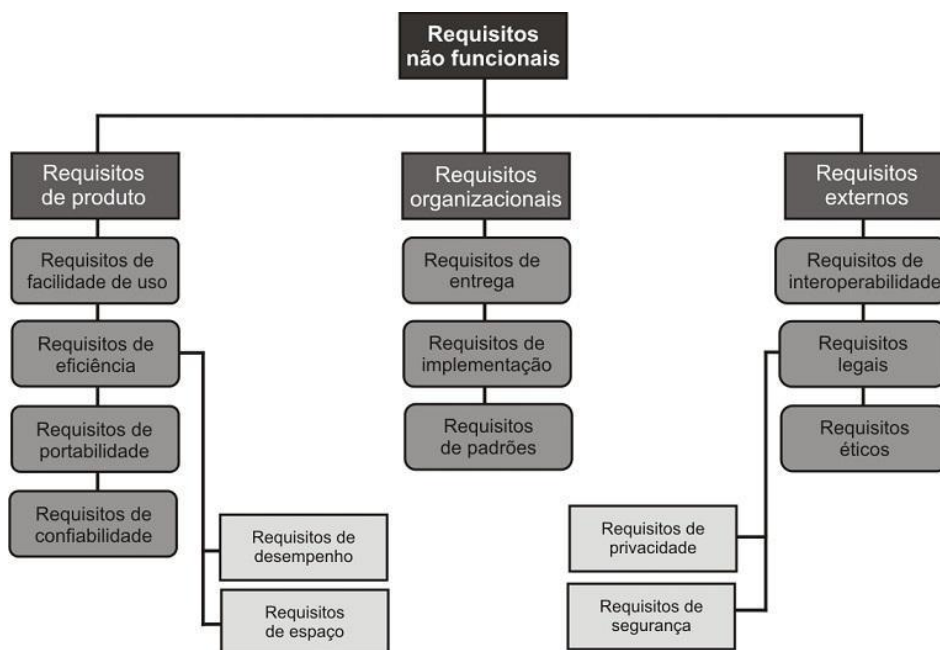 Requisitos
não funcionais
Requisitos
de produto
Requisitos de
facilidade de uso
Requisitos de
eficiência
Requisitos de
portabilidade
Requisitos de
confiabilidade
Requisitos de
desempenho
Requisitos
de espaço
Requisitos
organizacionais
Requisitos de
entrega
Requisitos de
implementação
Requisitos
de padrões
Requisitos
externos
Requisitos de
interoperabilidade
Requisitos
legais
Requisitos
éticos
Requisitos de
privacidade
Requisitos de
segurança